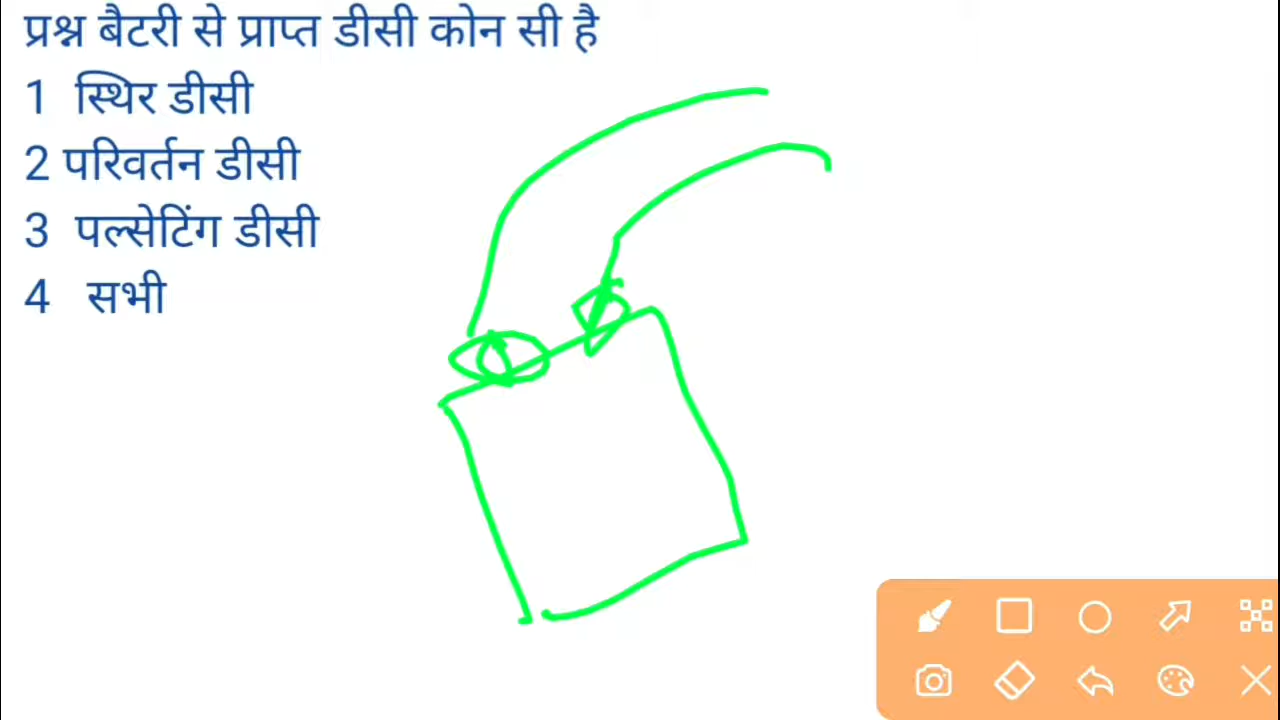 प्रश्न बैटरी से प्राप्त डीसी कोन सी है
1 स्थिर डीसी
2 परिवर्तन डीसी
3 पल्सेटिंग डीसी
4 सभी